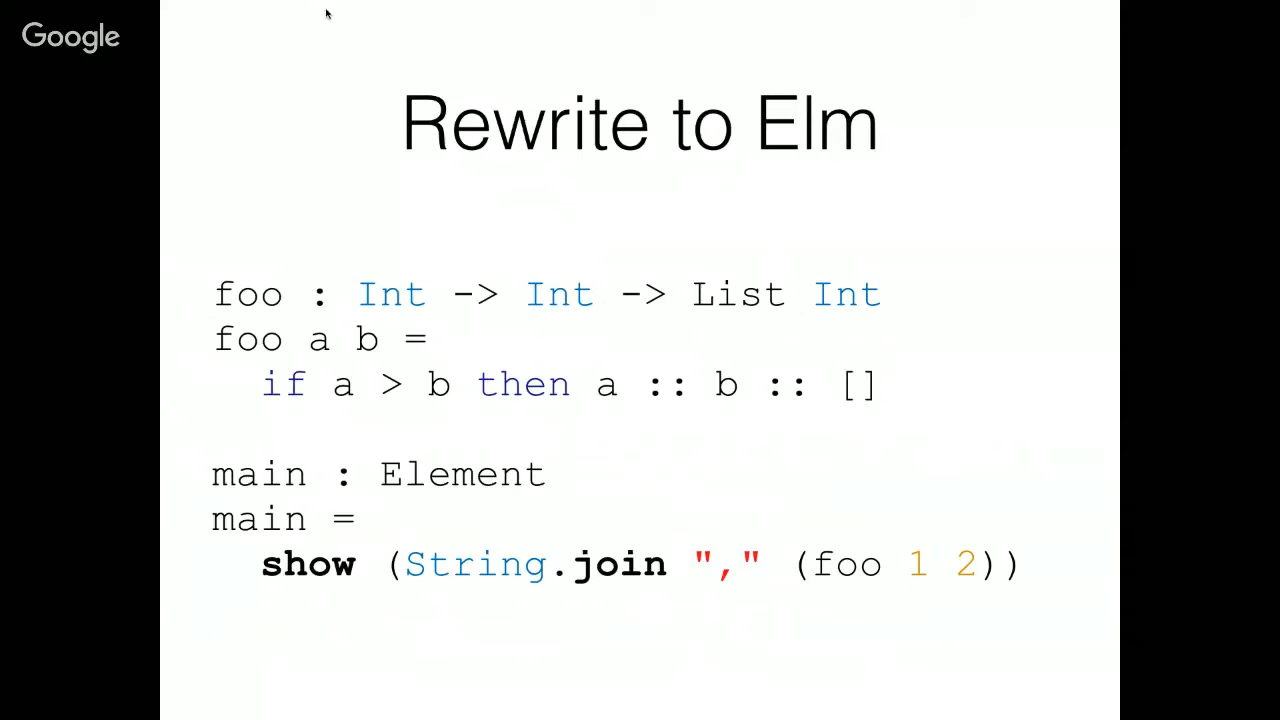 Google
Rewrite to Elm
foo : Int -> Int -> List Int
foo a b =
  if a > b then a :: b :: []
main : Element
main =
  show (String.join "," (foo 1 2))